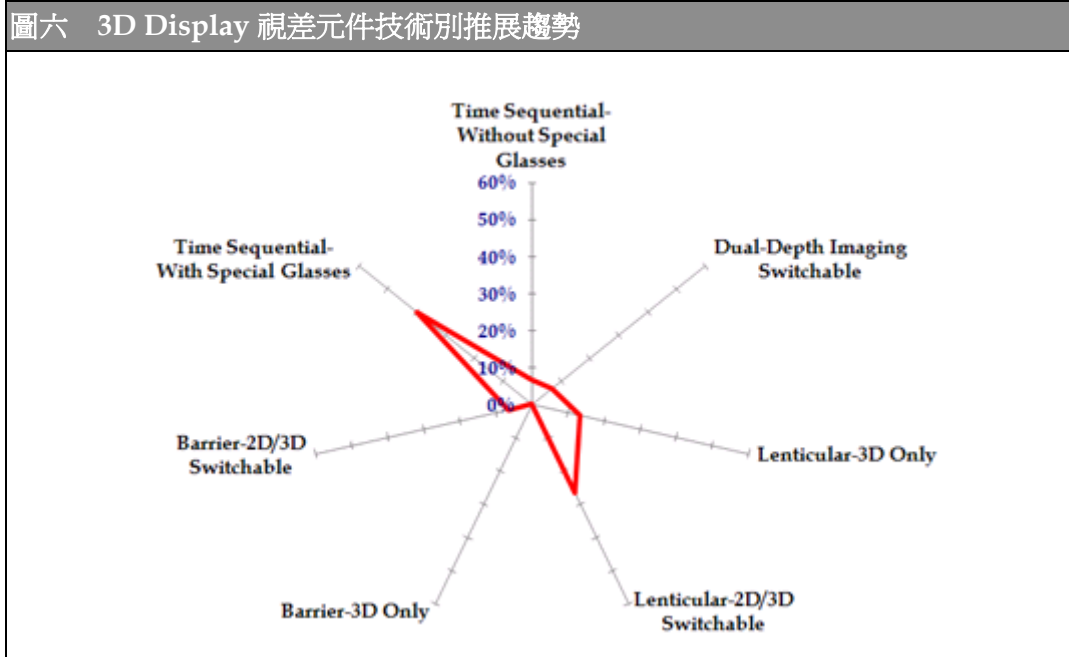 圖六 3D Display 視差元件技術別推展趨勢
Time Sequential-
Without Special
Glasses
60%
50%
40%
30%
20%
10%
0%
Time Sequential-
With Special Glasses
Dual-Depth Imaging
Switchable
Barrier-2D/3D
Switchable
Lenticular-3D Only
Barrier-3D Only
Lenticular-2D/3D
Switchable